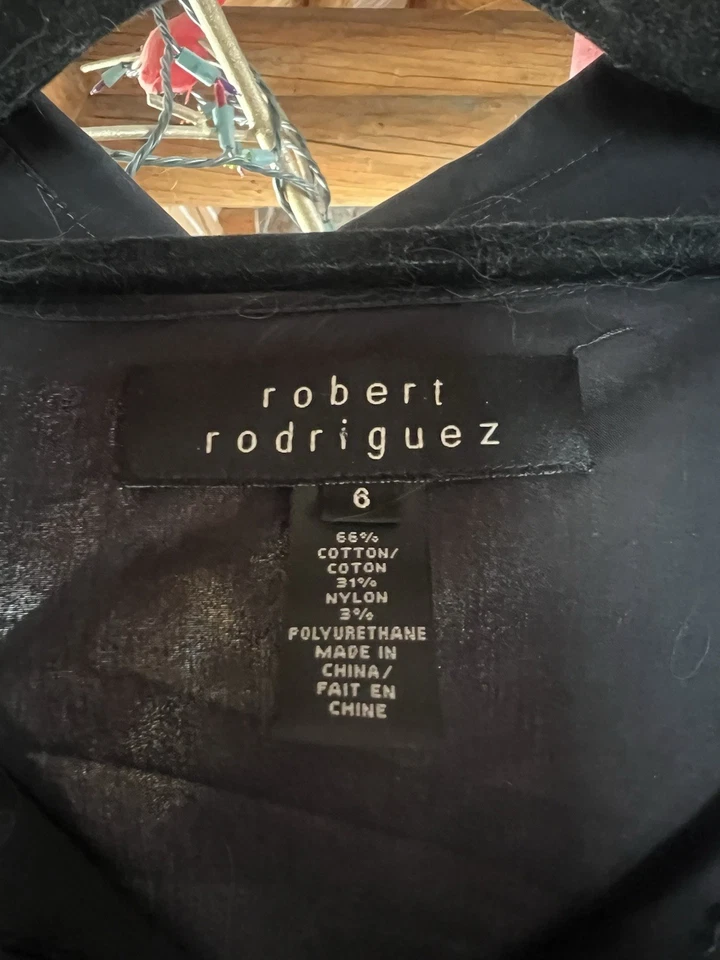 robert
rodriguez
6
66%
COTTON/
COTON
31%
NYLON
3%
POLYURETHANE
MADE IN
CHINA/
FAIT EN
CHINE